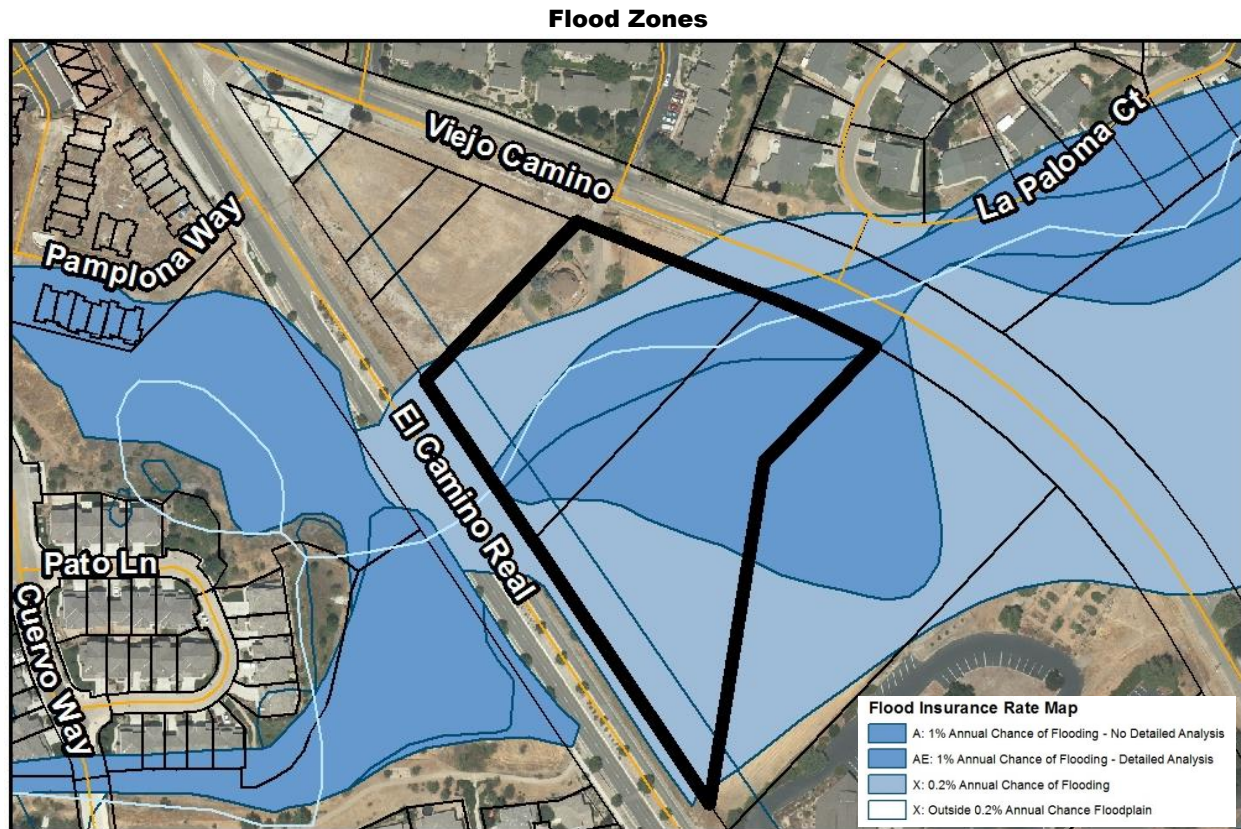 Flood Zones
Viejo Camino
La Paloma Ct
Pamplona Way
El Camino Real
Pato Ln
Cuervo Way
Flood Insurance Rate Map
A: 1% Annual Chance of Flooding - No Detailed Analysis
AE: 1% Annual Chance of Flooding - Detailed Analysis
X: 0.2% Annual Chance of Flooding
X: Outside 0.2% Annual Chance Floodplain